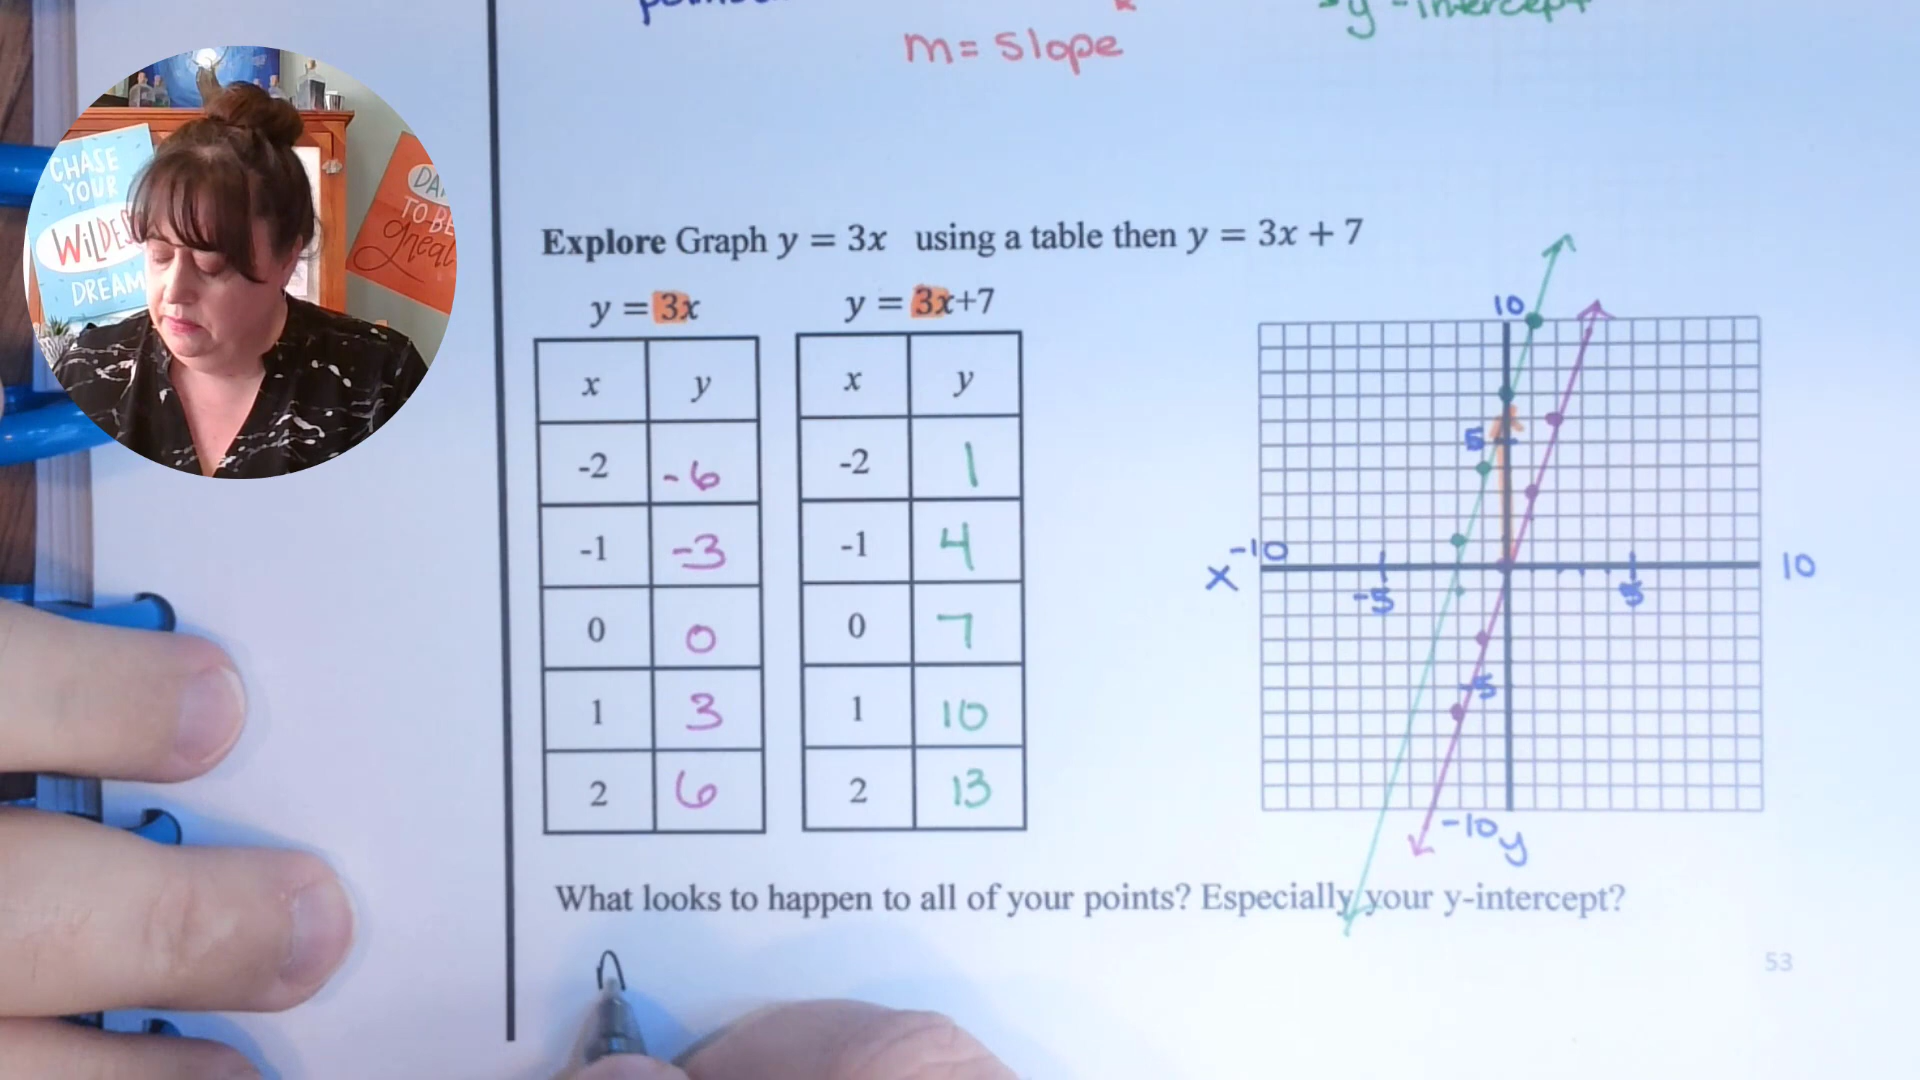 y-intercept
m = slope
CHASE
YOUR
WILDES
DREAM
DA
TO BE
great
Explore Graph y = 3x using a table then y = 3x + 7
y = 3x
x y
-2 -6
-1 -3
0 0
1 3
2 6
y = 3x+7
x y
-2 1
-1 4
0 7
1 10
2 13
10
5
x -10 -5 5 10
-5
-10 y
What looks to happen to all of your points? Especially your y-intercept?
53